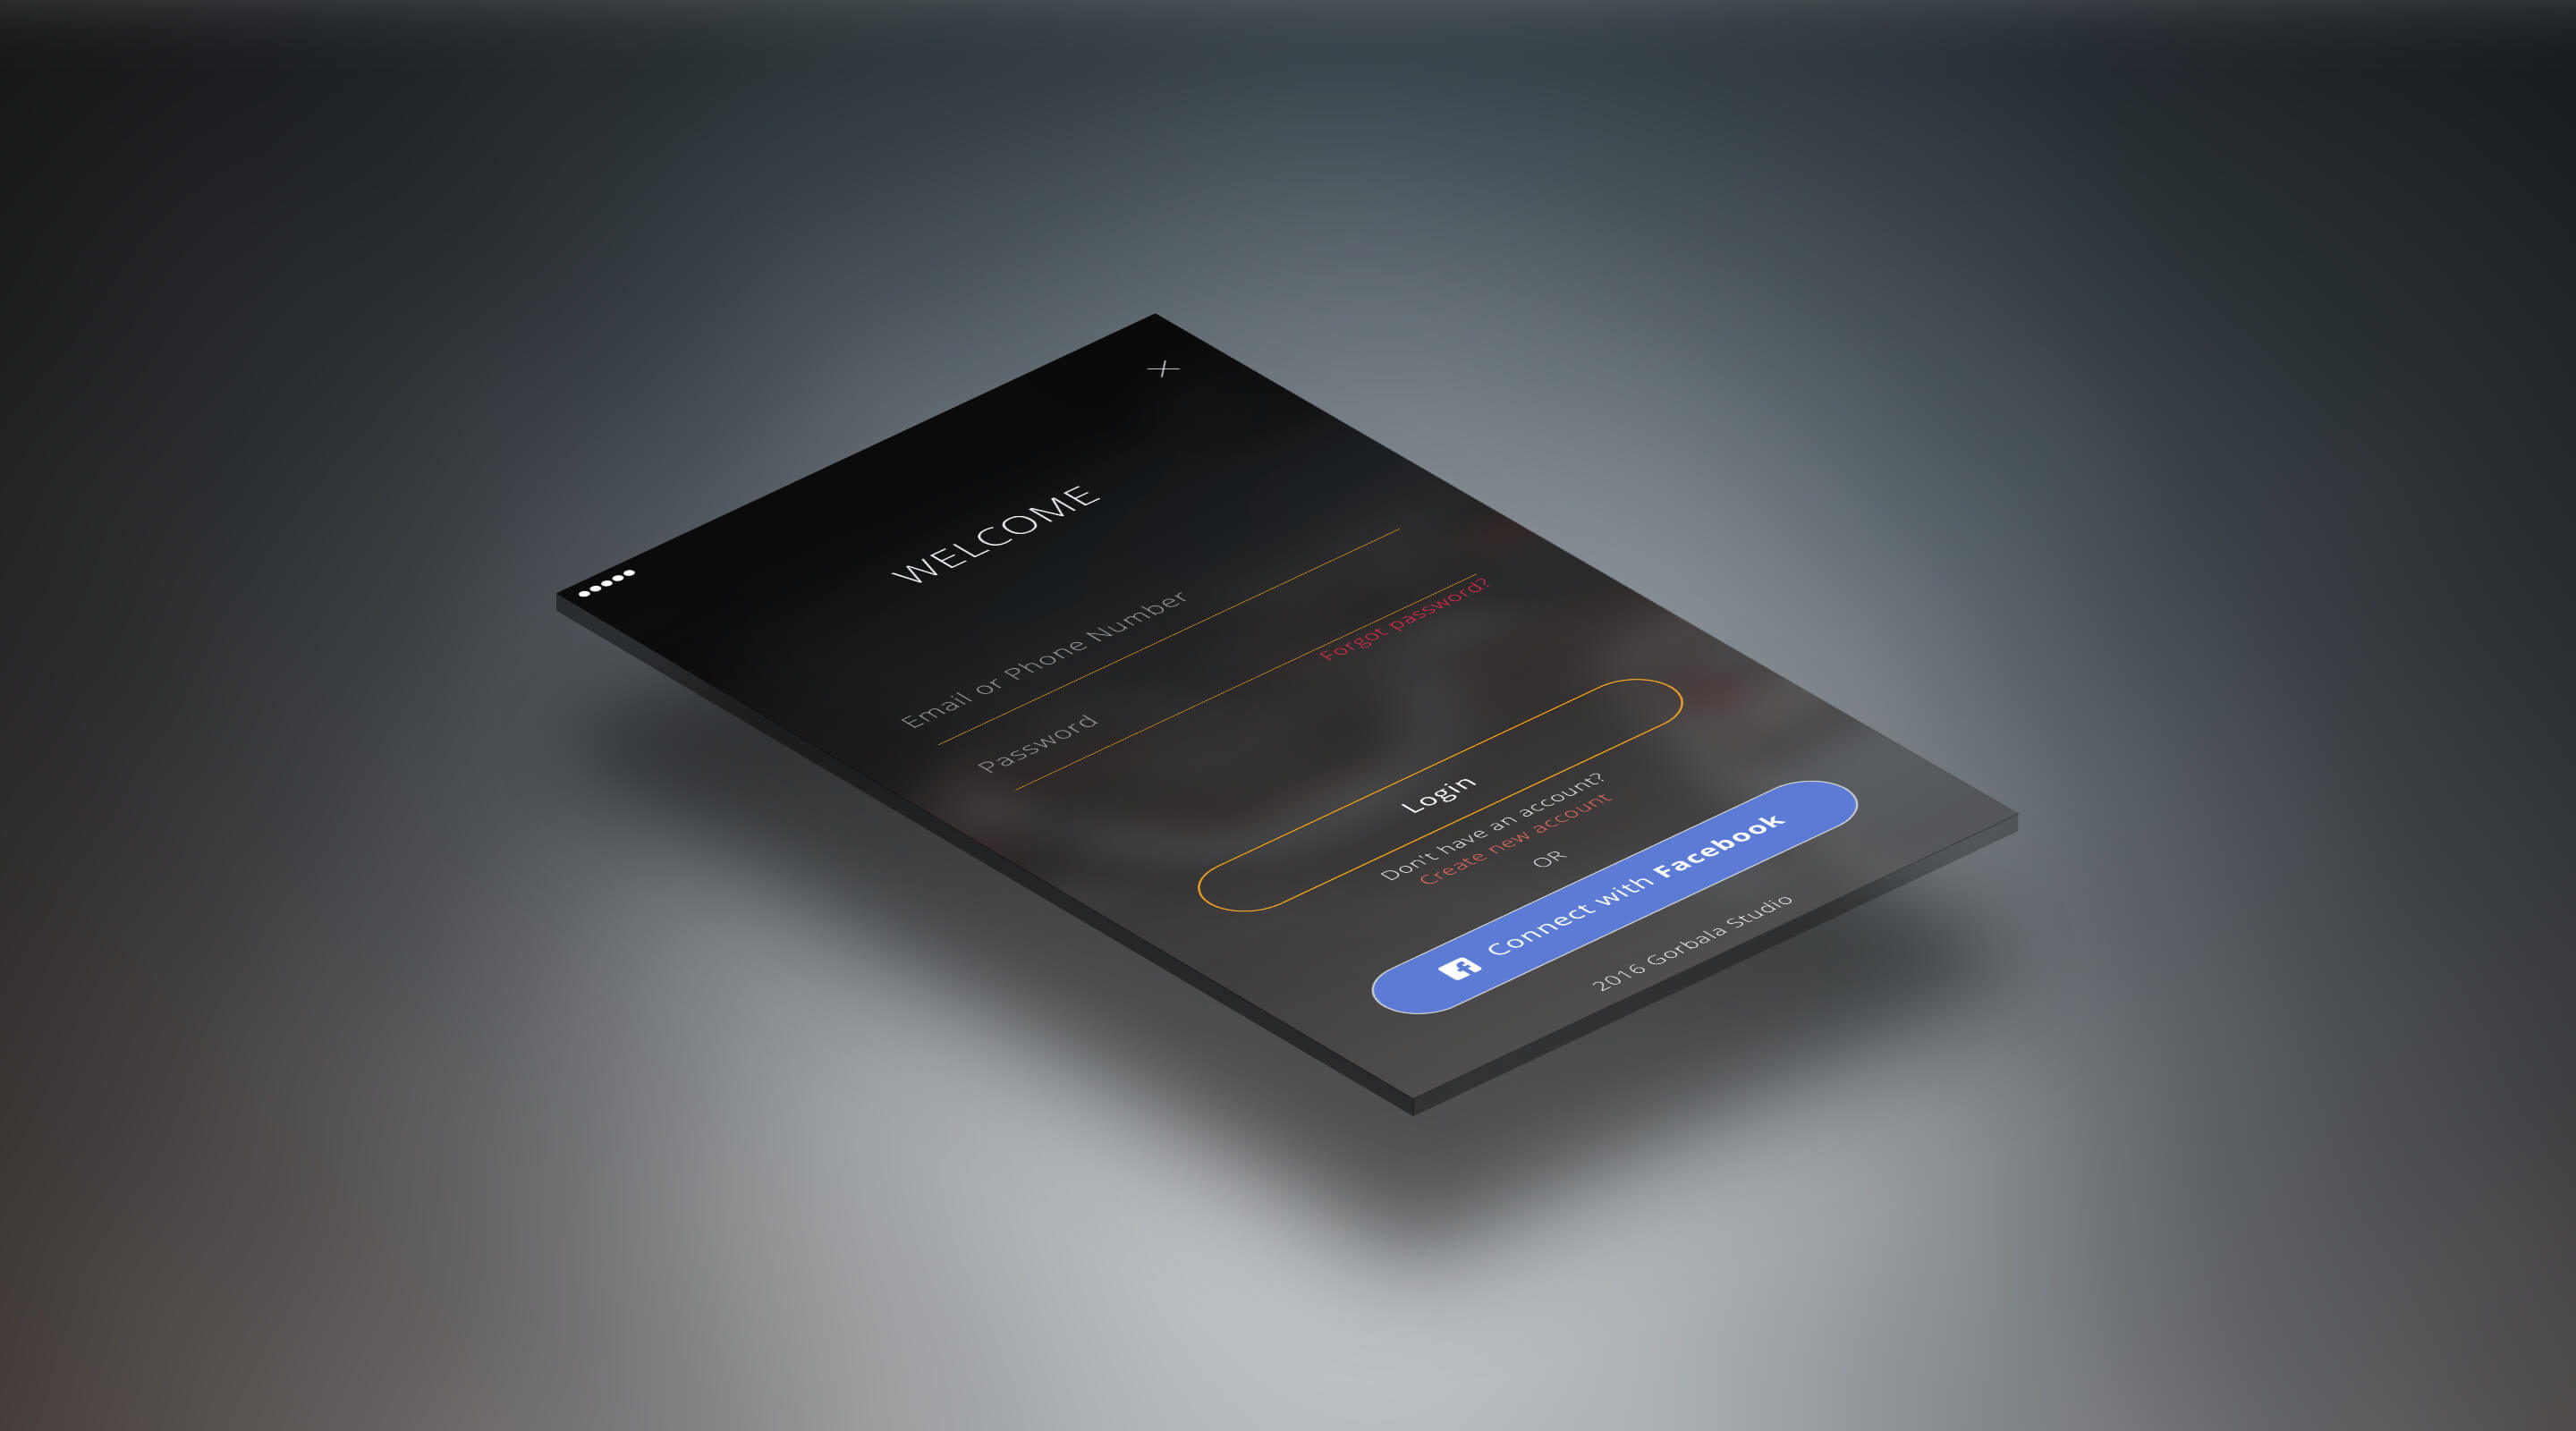 WELCOME
Email or Phone Number
Password
Forgot password?
Login
Don't have an account?
Create new account
OR
Connect with Facebook
2016 Gorbala Studio